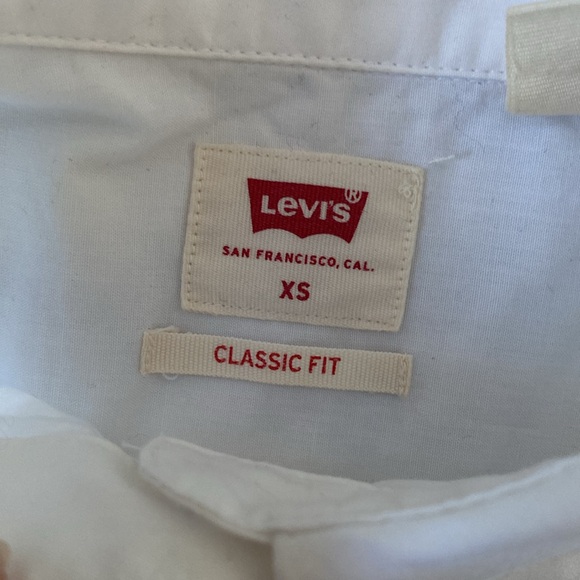 Levi's®
SAN FRANCISCO, CAL.
XS
CLASSIC FIT